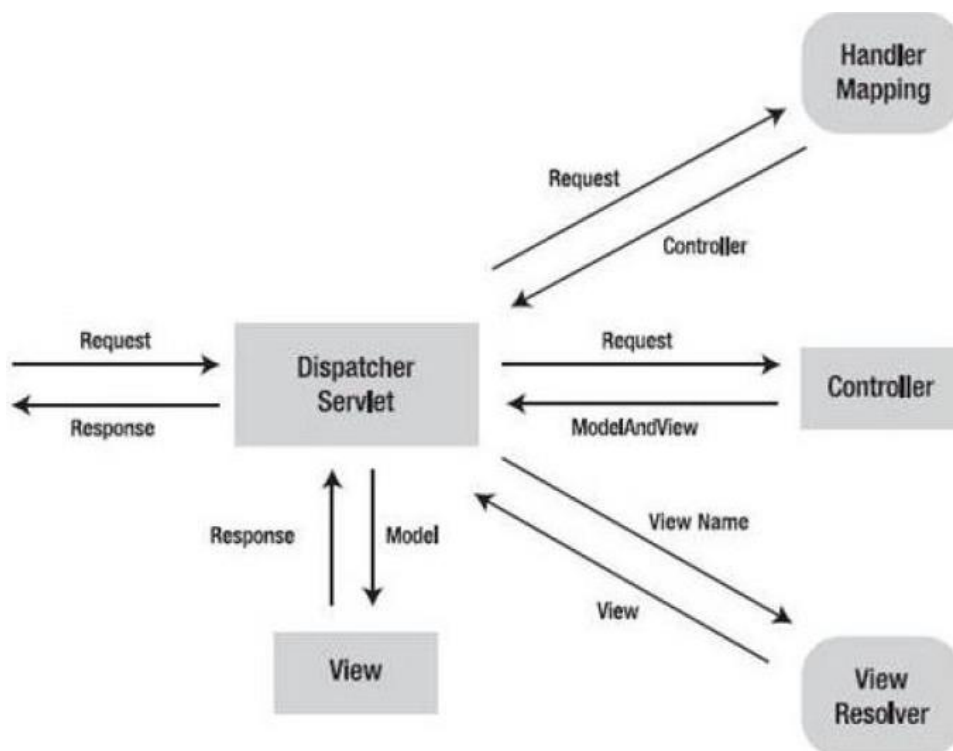 Handler
Mapping
Request
Controller
Request
Response
Dispatcher
Servlet
Request
ModelAndView
Controller
Response
Model
View Name
View
View
View
Resolver